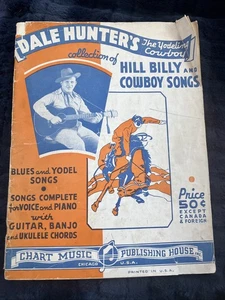 DALE HUNTER'S
The Yodeling
Cowboy
collection of
HILL BILLY AND
COWBOY SONGS
BLUES AND YODEL
SONGS
SONGS COMPLETE
for VOICE and PIANO
with
GUITAR, BANJO
and UKULELE CHORDS
Price
50¢
EXCEPT
CANADA
& FOREIGN
CHART MUSIC PUBLISHING HOUSE INC
CHICAGO U.S.A.
PRINTED IN U.S.A.